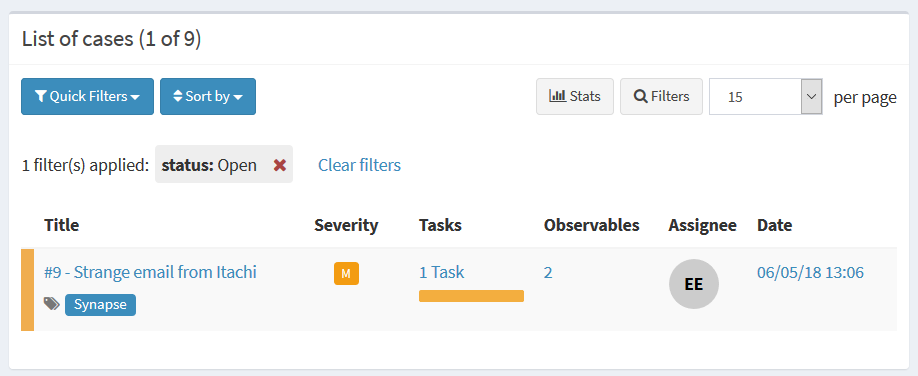 List of cases (1 of 9)
Quick Filters Sort by Stats Filters 15 per page
1 filter(s) applied: status: Open Clear filters
Title Severity Tasks Observables Assignee Date
#9 - Strange email from Itachi M 1 Task 2 EE 06/05/18 13:06
Synapse